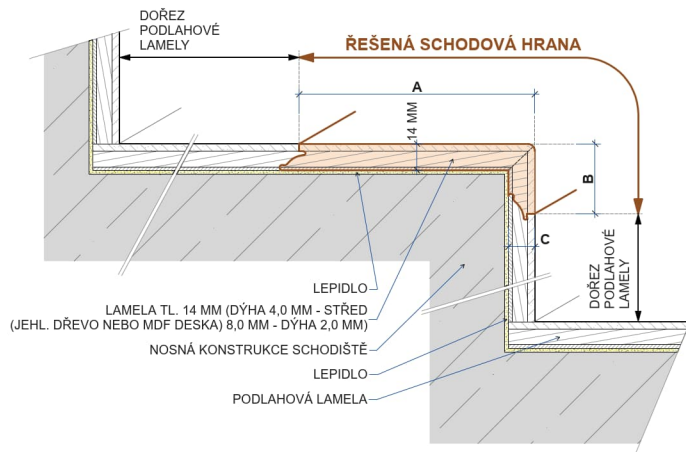 DOŘEZ
PODLAHOVÉ
LAMELY
ŘEŠENÁ SCHODOVÁ HRANA
A
14 MM
B
C
DOŘEZ
PODLAHOVÉ
LAMELY
LEPIDLO
LAMELA TL. 14 MM (DÝHA 4,0 MM - STŘED
(JEHL. DŘEVO NEBO MDF DESKA) 8,0 MM - DÝHA 2,0 MM)
NOSNÁ KONSTRUKCE SCHODIŠTĚ
LEPIDLO
PODLAHOVÁ LAMELA